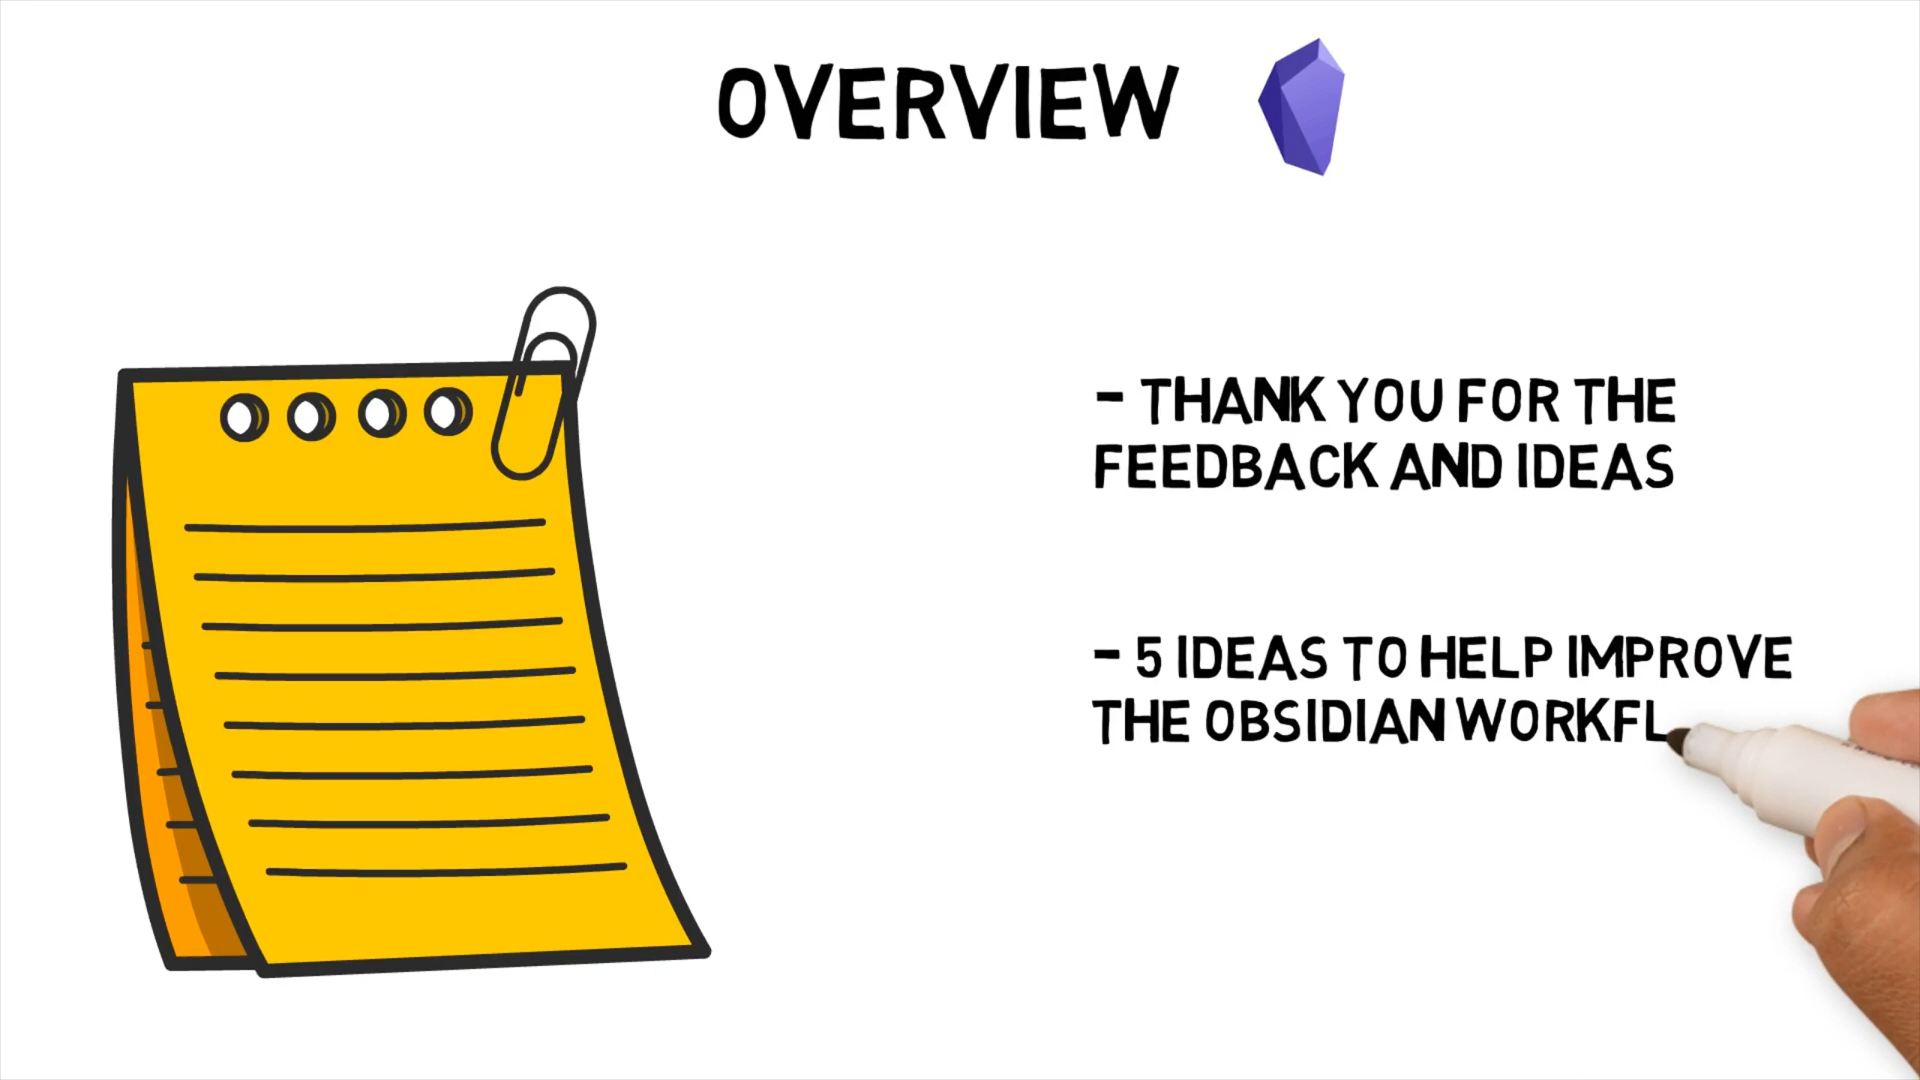 OVERVIEW
- THANK YOU FOR THE
FEEDBACK AND IDEAS
- 5 IDEAS TO HELP IMPROVE
THE OBSIDIAN WORKFL